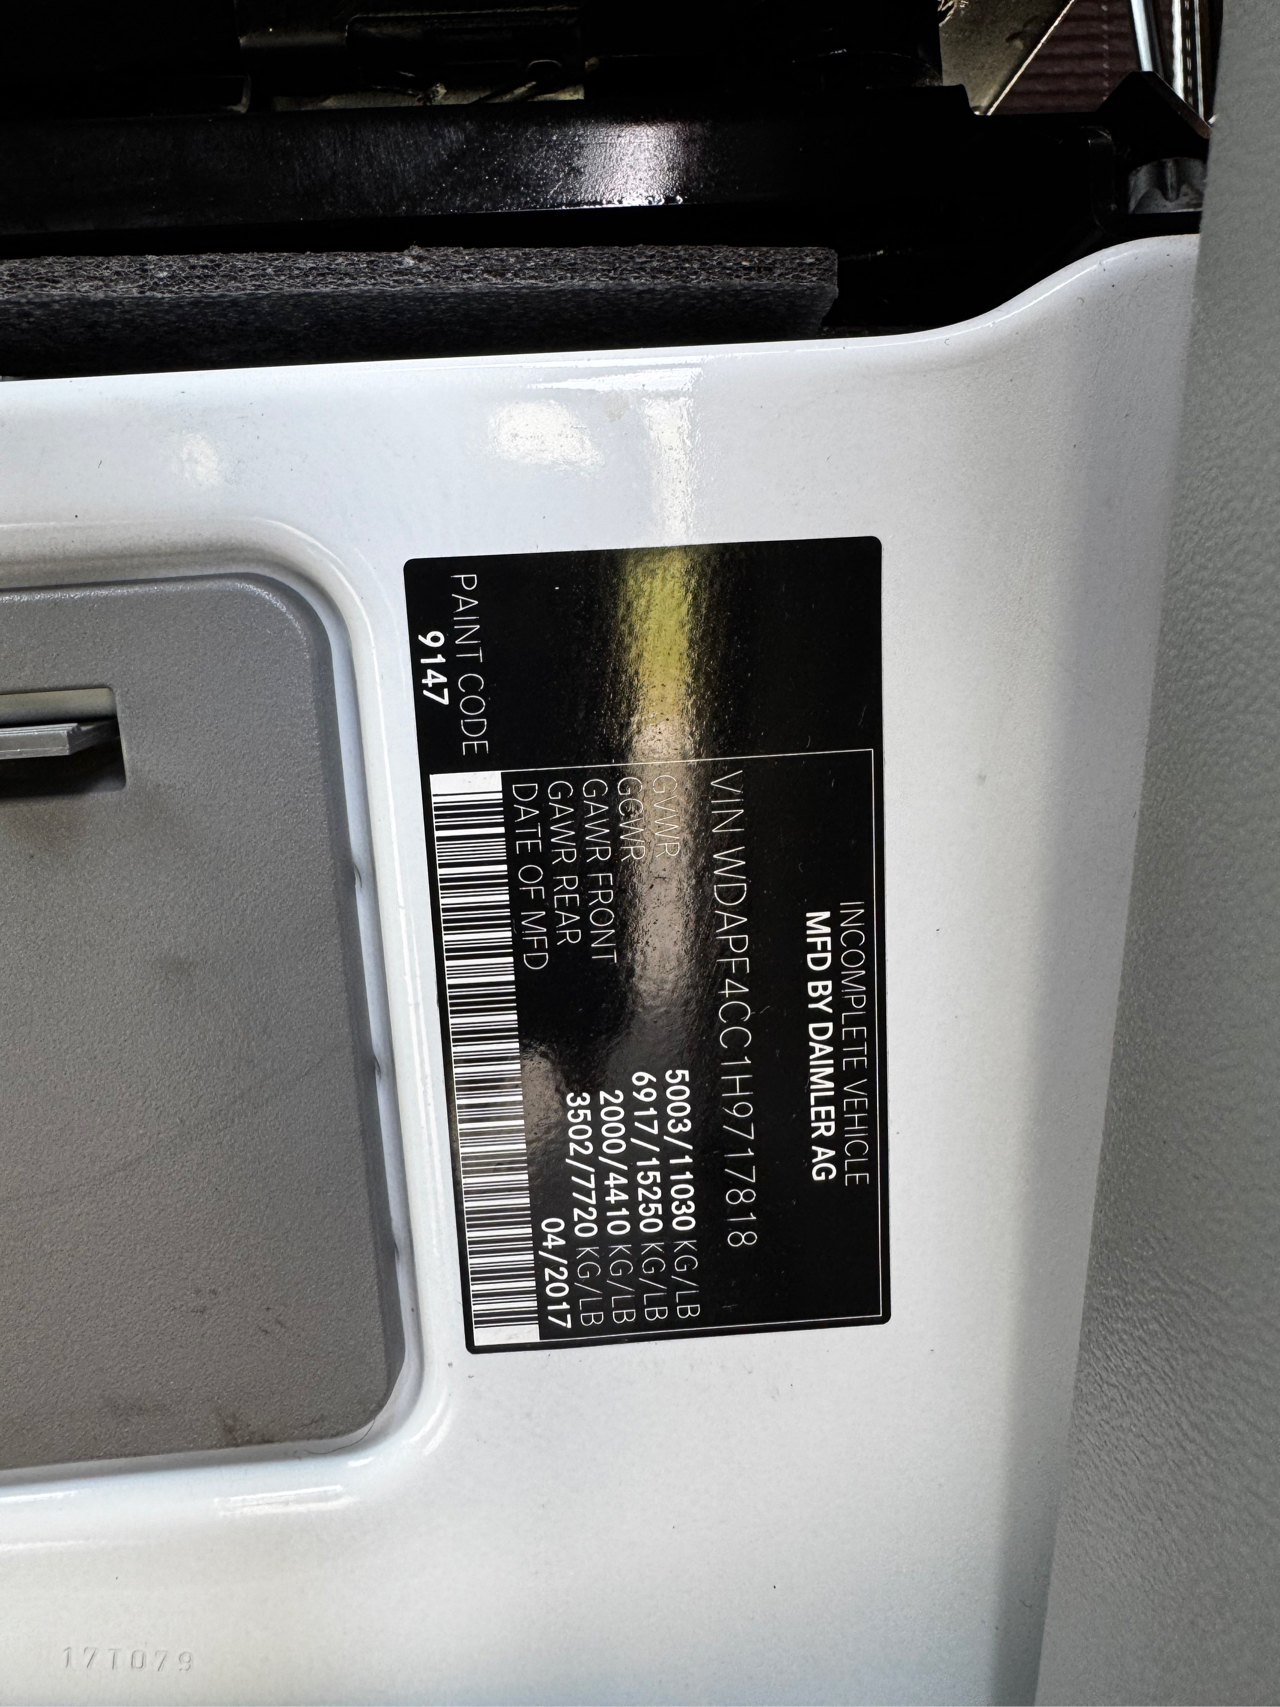 INCOMPLETE VEHICLE
MFD BY DAIMLER AG
VIN WDAPF4CC1H9717818
GVWR 5003/11030 KG/LB
GCWR 6917/15250 KG/LB
GAWR FRONT 2000/4410 KG/LB
GAWR REAR 3502/7720 KG/LB
DATE OF MFD 04/2017
PAINT CODE
9147
17T079